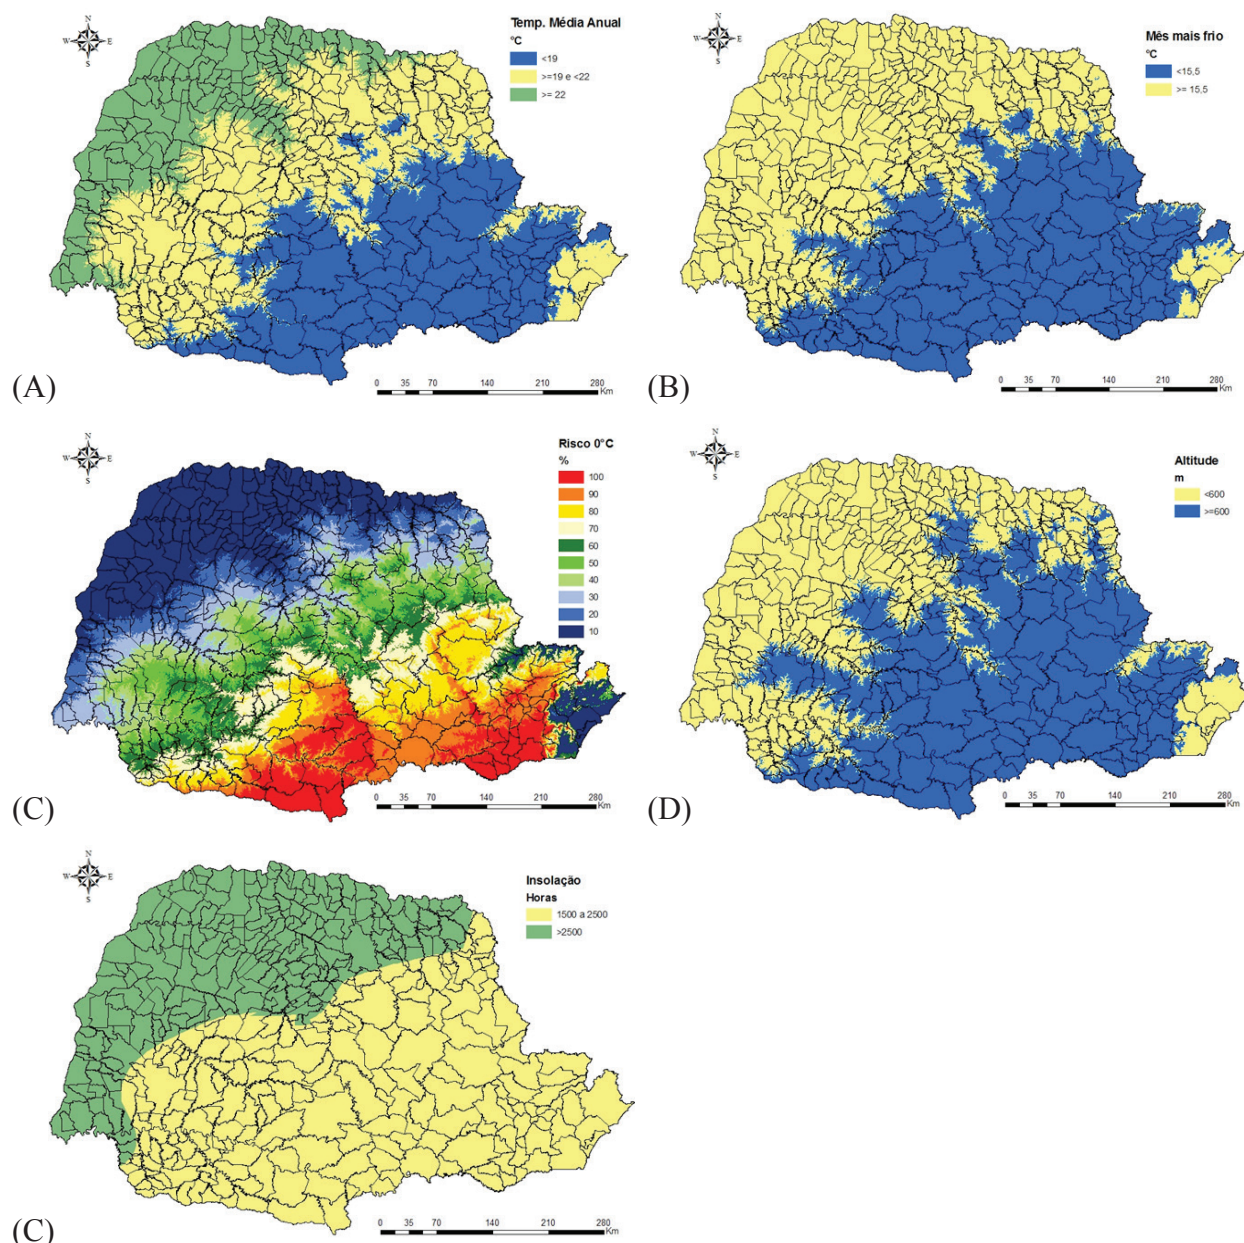 N
W E
S
Temp. Média Anual
°C
<19
>=19 e <22
>= 22
0 35 70 140 210 280
Km
(A)
N
W E
S
Mês mais frio
°C
<15,5
>= 15,5
0 35 70 140 210 280
Km
(B)
N
W E
S
Risco 0°C
%
100
90
80
70
60
50
40
30
20
10
0 35 70 140 210 280
Km
(C)
N
W E
S
Altitude
m
<600
>=600
0 35 70 140 210 280
Km
(D)
N
W E
S
Insolação
Horas
1500 a 2500
>2500
0 35 70 140 210 280
Km
(C)